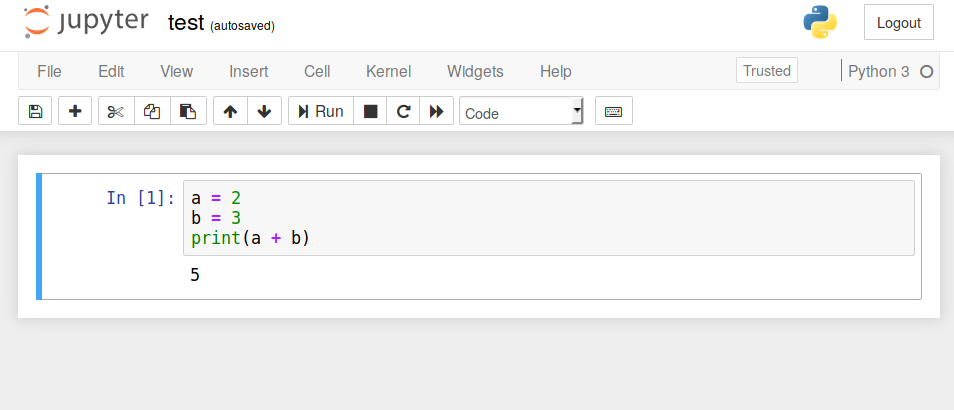 jupyter test (autosaved) Logout
File Edit View Insert Cell Kernel Widgets Help Trusted Python 3
Run Code
In [1]: a = 2
b = 3
print(a + b)
5